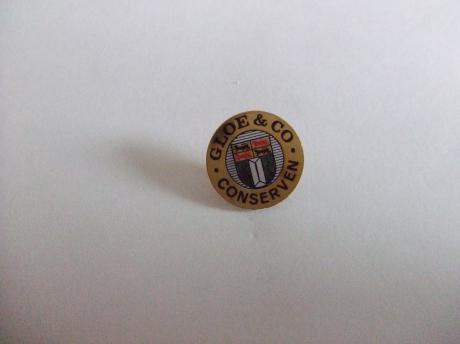 · GLOE & CO ·
CONSERVEN